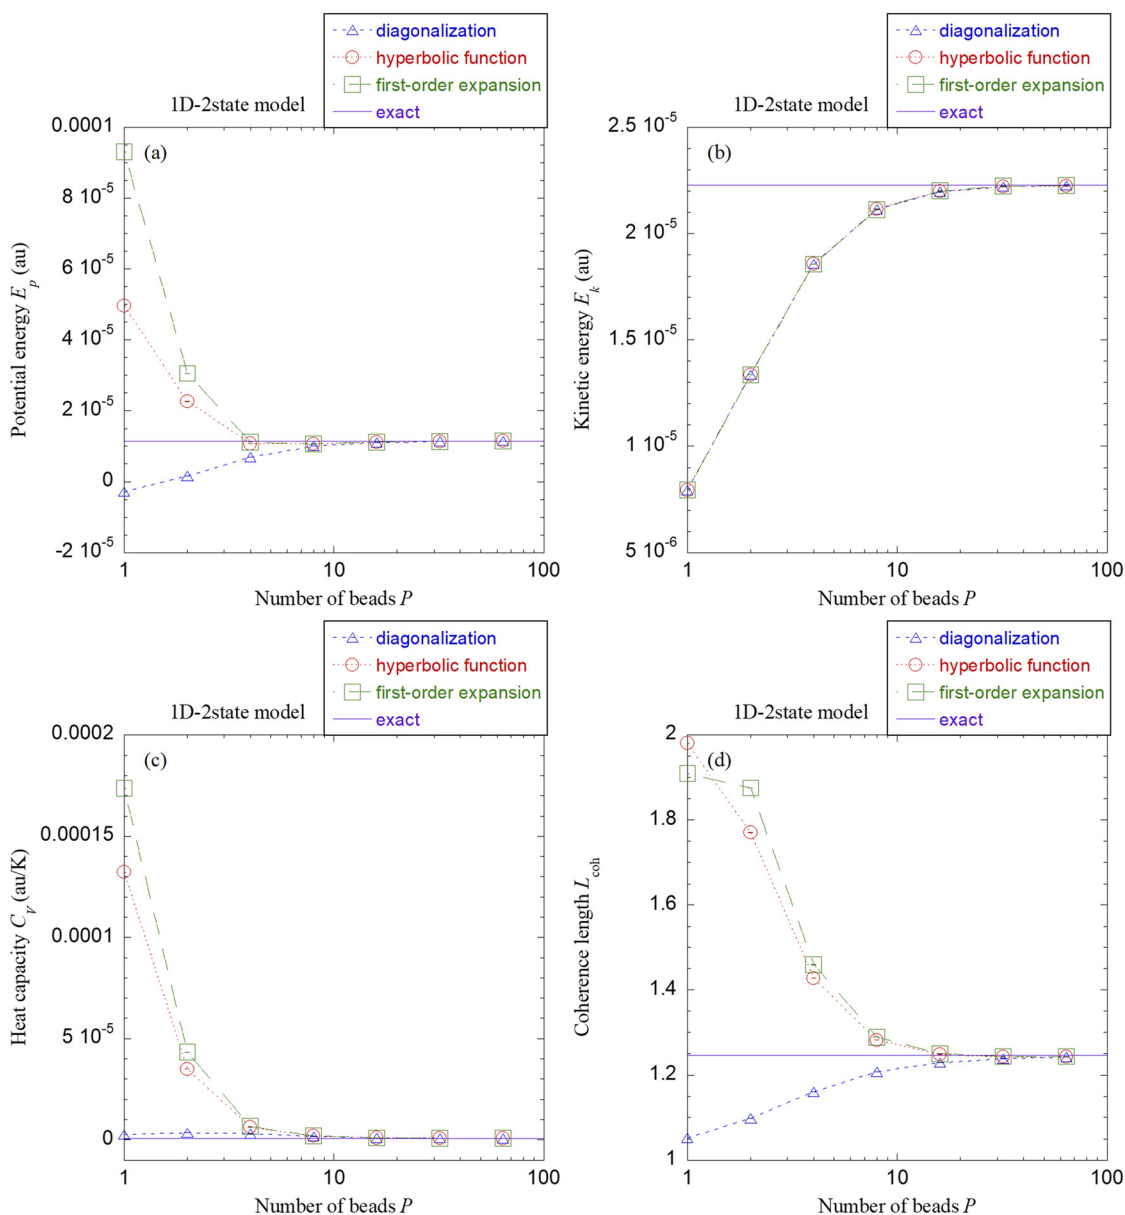 diagonalization
hyperbolic function
first-order expansion
exact
1D-2state model
(a)
0.0001
8 10⁻⁵
6 10⁻⁵
4 10⁻⁵
2 10⁻⁵
0
-2 10⁻⁵
Potential energy Eₚ (au)
1 10 100
Number of beads P
diagonalization
hyperbolic function
first-order expansion
exact
1D-2state model
(b)
2.5 10⁻⁵
2 10⁻⁵
1.5 10⁻⁵
1 10⁻⁵
5 10⁻⁶
Kinetic energy Eₖ (au)
1 10 100
Number of beads P
diagonalization
hyperbolic function
first-order expansion
exact
1D-2state model
(c)
0.0002
0.00015
0.0001
5 10⁻⁵
0
Heat capacity C_V (au/K)
1 10 100
Number of beads P
diagonalization
hyperbolic function
first-order expansion
exact
1D-2state model
(d)
2
1.8
1.6
1.4
1.2
1
Coherence length L_coh
1 10 100
Number of beads P